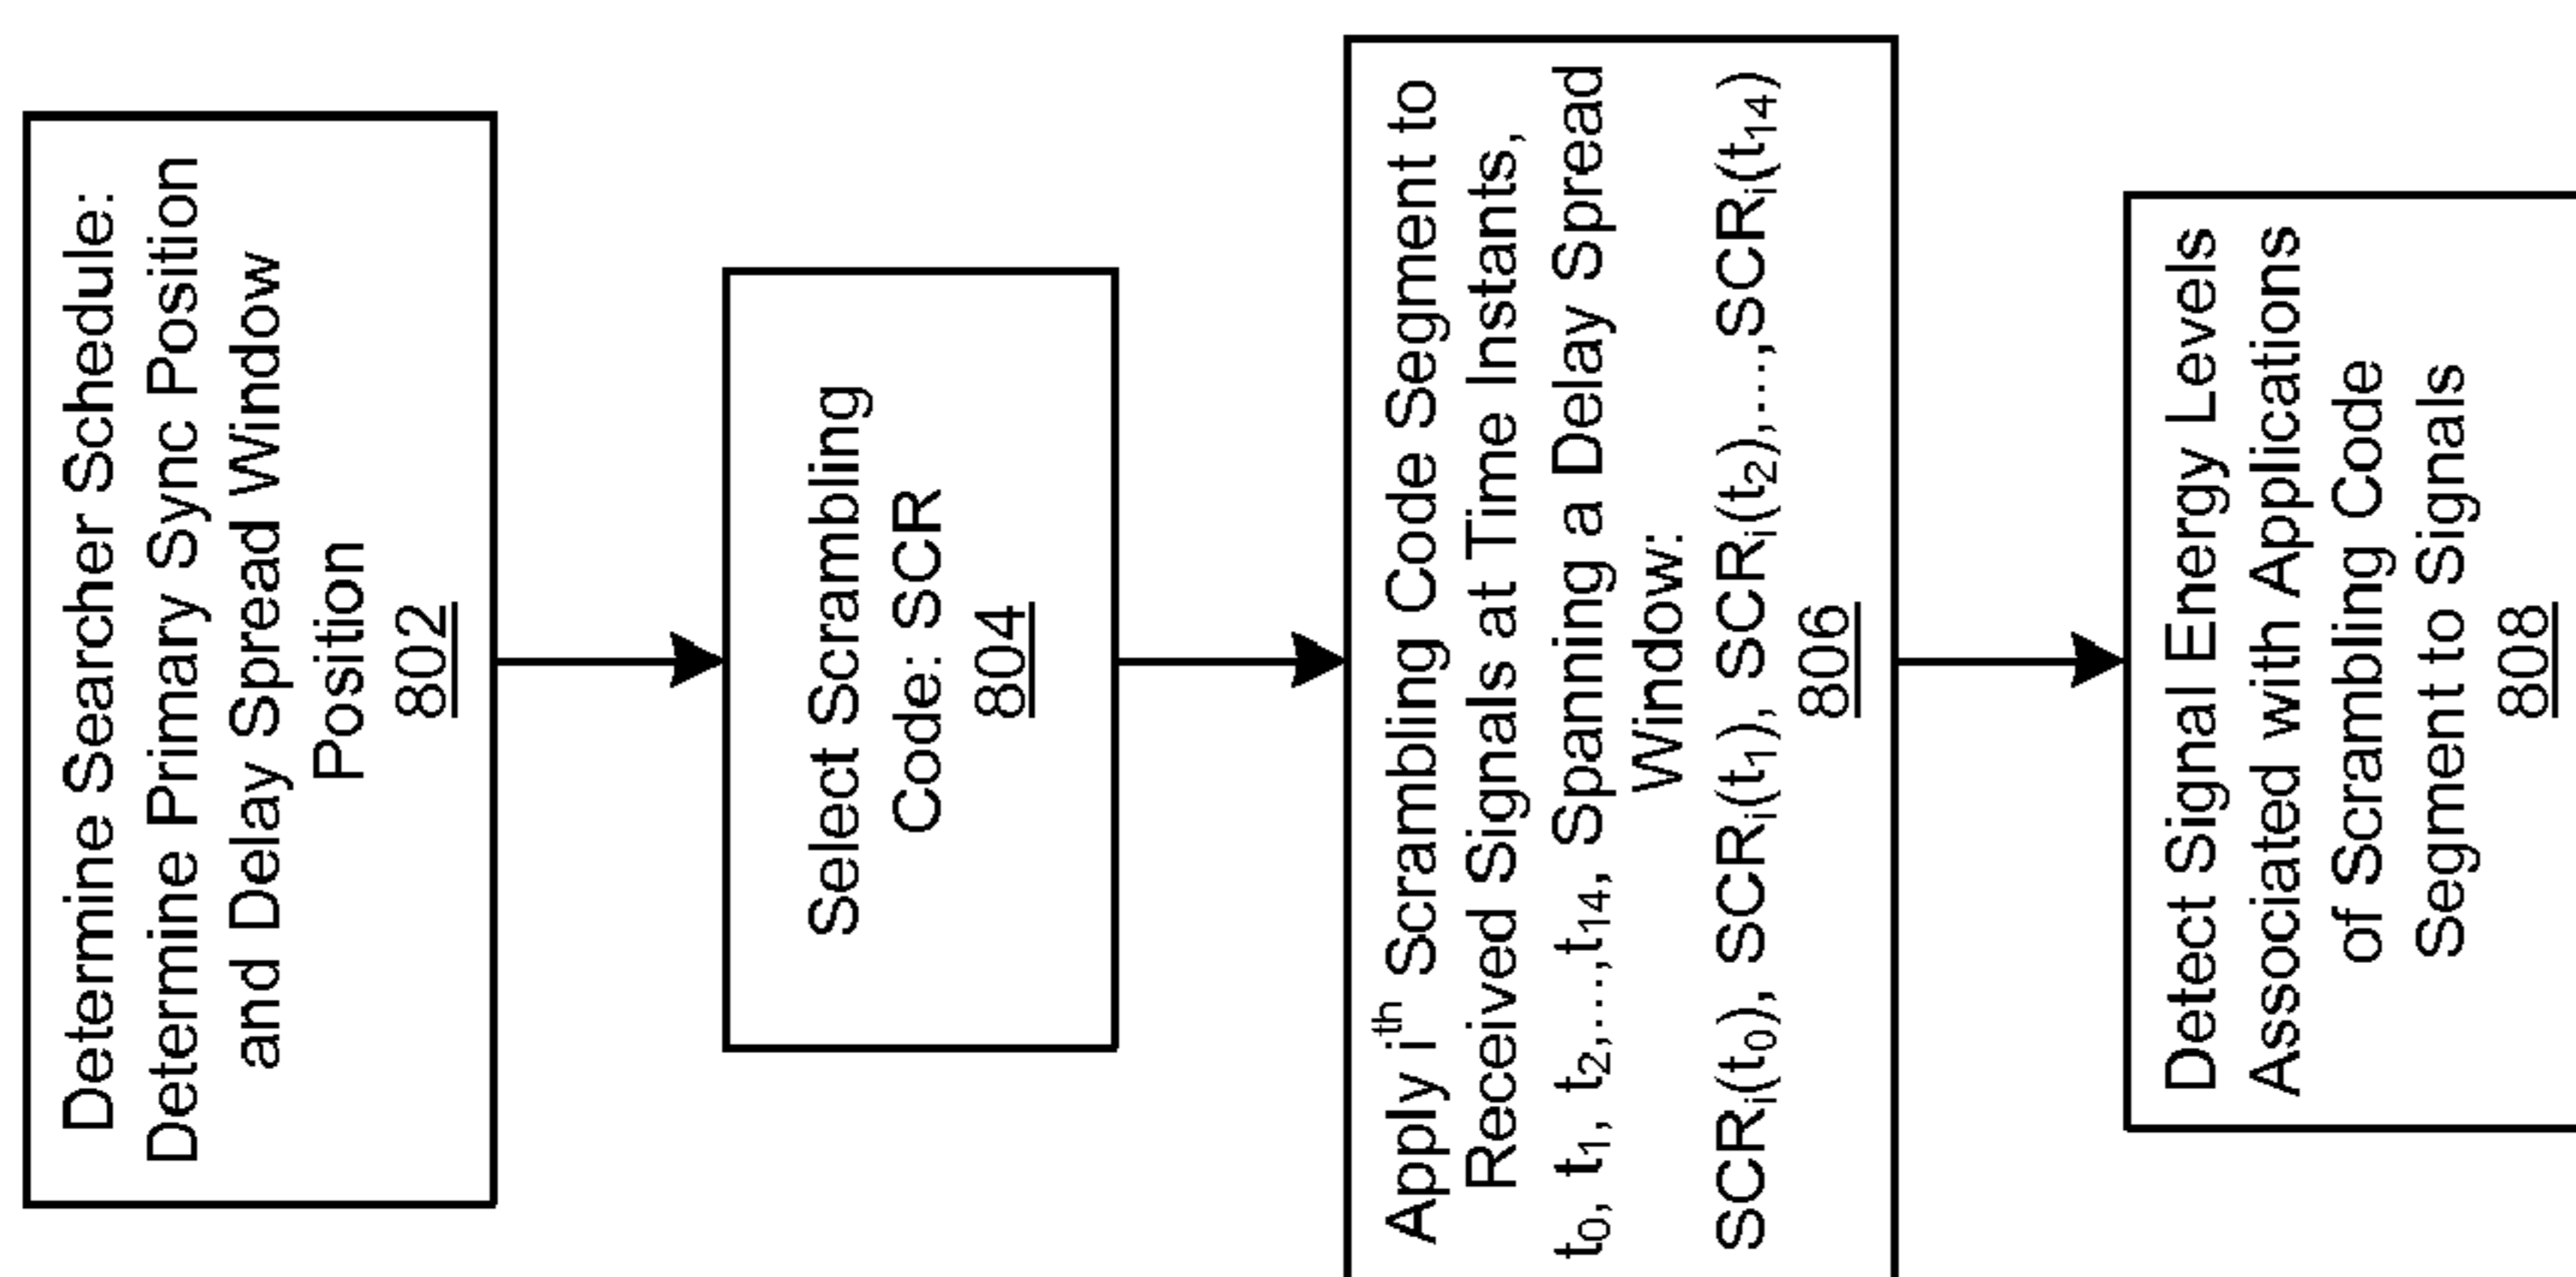 Determine Searcher Schedule:
Determine Primary Sync Position
and Delay Spread Window
Position
802
Select Scrambling
Code: SCR
804
Apply iᵗʰ Scrambling Code Segment to
Received Signals at Time Instants,
t₀, t₁, t₂,...,t₁₄, Spanning a Delay Spread
Window:
SCRᵢ(t₀), SCRᵢ(t₁), SCRᵢ(t₂),...,SCRᵢ(t₁₄)
806
Detect Signal Energy Levels
Associated with Applications
of Scrambling Code
Segment to Signals
808